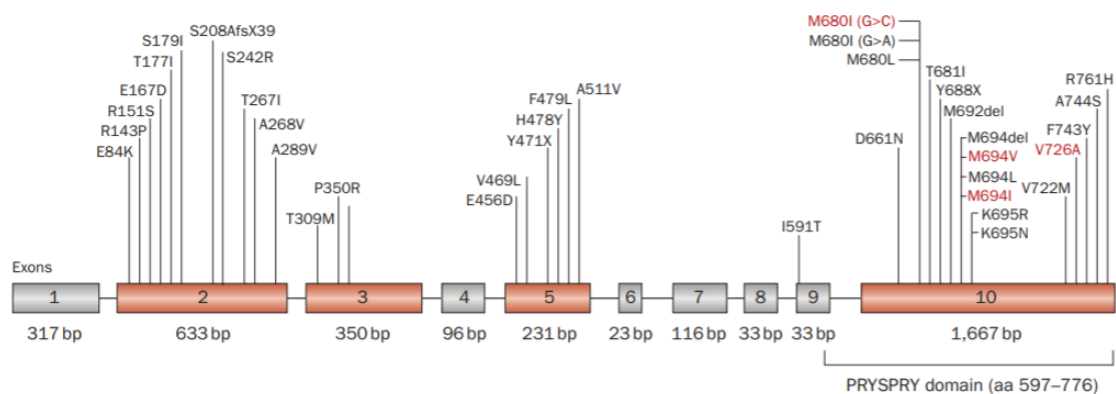 M680I (G>C)
M680I (G>A)
M680L
S208AfsX39
S179I
S242R
T177I
T681I
R761H
E167D
Y688X
A744S
R151S
T267I
F479L
A511V
M692del
R143P
A268V
H478Y
D661N
M694del
F743Y
E84K
A289V
Y471X
M694V
V726A
P350R
V469L
M694L
V722M
E456D
M694I
T309M
I591T
K695R
K695N
Exons
1 2 3 4 5 6 7 8 9 10
317 bp 633 bp 350 bp 96 bp 231 bp 23 bp 116 bp 33 bp 33 bp 1,667 bp
PRYSPRY domain (aa 597–776)